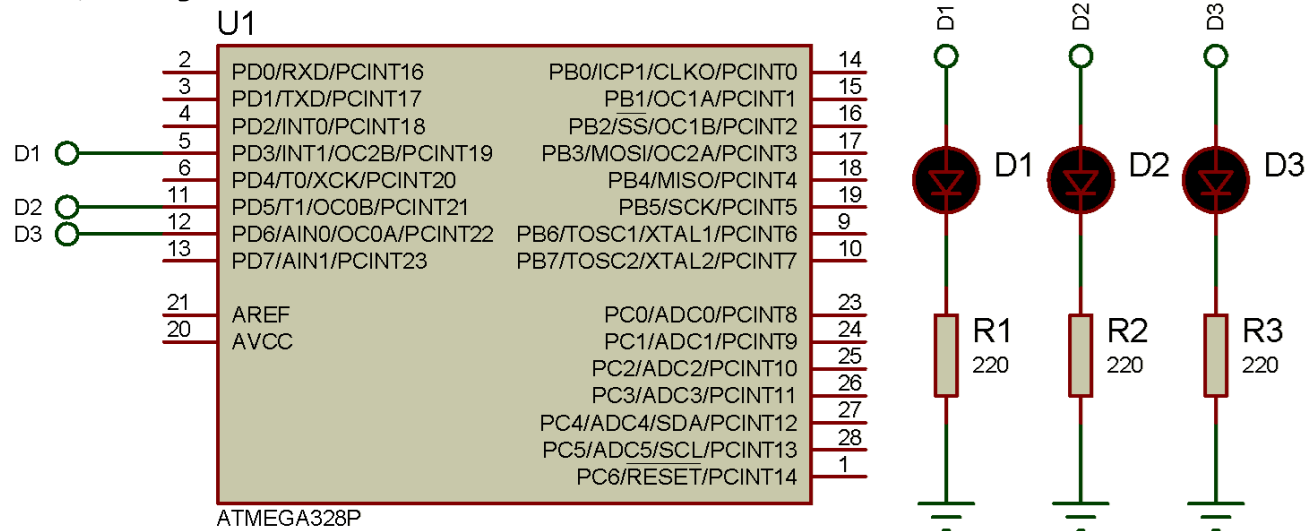 U1
2 PD0/RXD/PCINT16 PB0/ICP1/CLKO/PCINT0 14
3 PD1/TXD/PCINT17 PB1/OC1A/PCINT1 15
4 PD2/INT0/PCINT18 PB2/SS/OC1B/PCINT2 16
D1 5 PD3/INT1/OC2B/PCINT19 PB3/MOSI/OC2A/PCINT3 17
6 PD4/T0/XCK/PCINT20 PB4/MISO/PCINT4 18
D2 11 PD5/T1/OC0B/PCINT21 PB5/SCK/PCINT5 19
D3 12 PD6/AIN0/OC0A/PCINT22 PB6/TOSC1/XTAL1/PCINT6 9
13 PD7/AIN1/PCINT23 PB7/TOSC2/XTAL2/PCINT7 10
21 AREF PC0/ADC0/PCINT8 23
20 AVCC PC1/ADC1/PCINT9 24
PC2/ADC2/PCINT10 25
PC3/ADC3/PCINT11 26
PC4/ADC4/SDA/PCINT12 27
PC5/ADC5/SCL/PCINT13 28
PC6/RESET/PCINT14 1
ATMEGA328P
D1 D2 D3
D1 D2 D3
R1 R2 R3
220 220 220